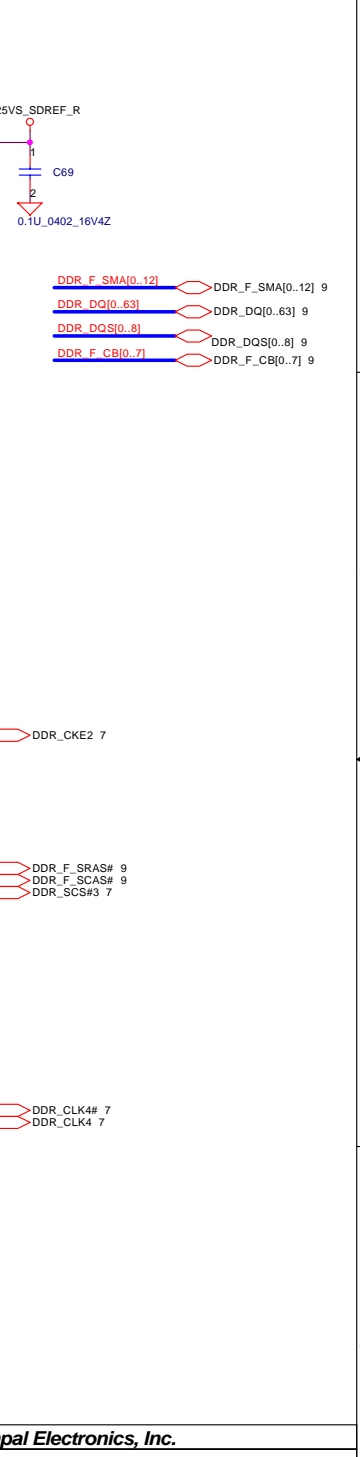 25VS_SDREF_R
1
C69
2
0.1U_0402_16V4Z
DDR_F_SMA[0..12] DDR_F_SMA[0..12] 9
DDR_DQ[0..63] DDR_DQ[0..63] 9
DDR_DQS[0..8] DDR_DQS[0..8] 9
DDR_F_CB[0..7] DDR_F_CB[0..7] 9
DDR_CKE2 7
DDR_F_SRAS# 9
DDR_F_SCAS# 9
DDR_SCS#3 7
DDR_CLK4# 7
DDR_CLK4 7
pal Electronics, Inc.